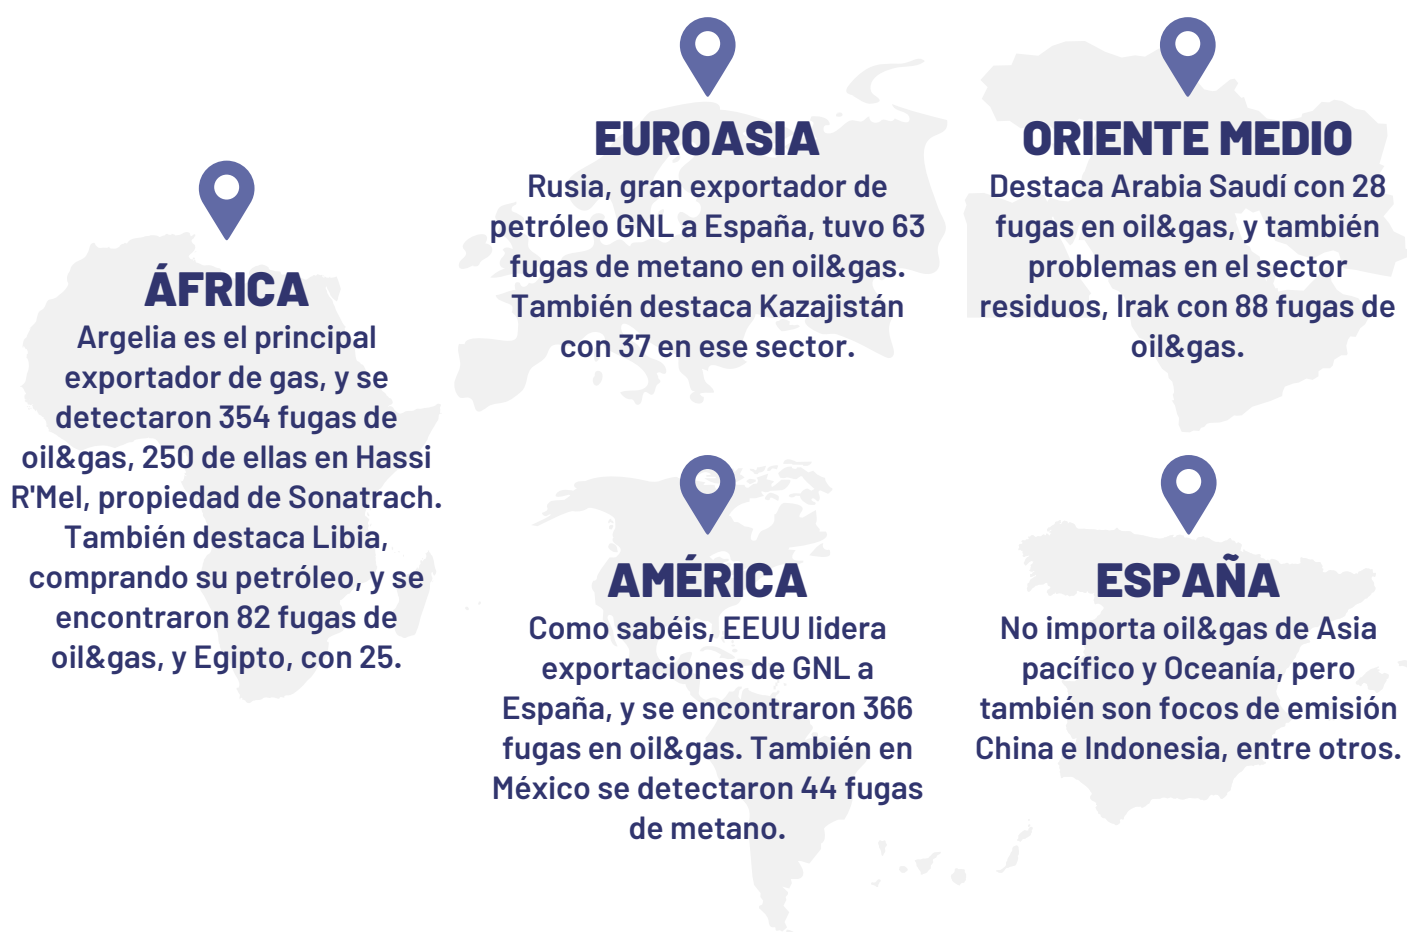 ÁFRICA
Argelia es el principal
exportador de gas, y se
detectaron 354 fugas de
oil&gas, 250 de ellas en Hassi
R'Mel, propiedad de Sonatrach.
También destaca Libia,
comprando su petróleo, y se
encontraron 82 fugas de
oil&gas, y Egipto, con 25.
EUROASIA
Rusia, gran exportador de
petróleo GNL a España, tuvo 63
fugas de metano en oil&gas.
También destaca Kazajistán
con 37 en ese sector.
ORIENTE MEDIO
Destaca Arabia Saudí con 28
fugas en oil&gas, y también
problemas en el sector
residuos, Irak con 88 fugas de
oil&gas.
AMÉRICA
Como sabéis, EEUU lidera
exportaciones de GNL a
España, y se encontraron 366
fugas en oil&gas. También en
México se detectaron 44 fugas
de metano.
ESPAÑA
No importa oil&gas de Asia
pacífico y Oceanía, pero
también son focos de emisión
China e Indonesia, entre otros.